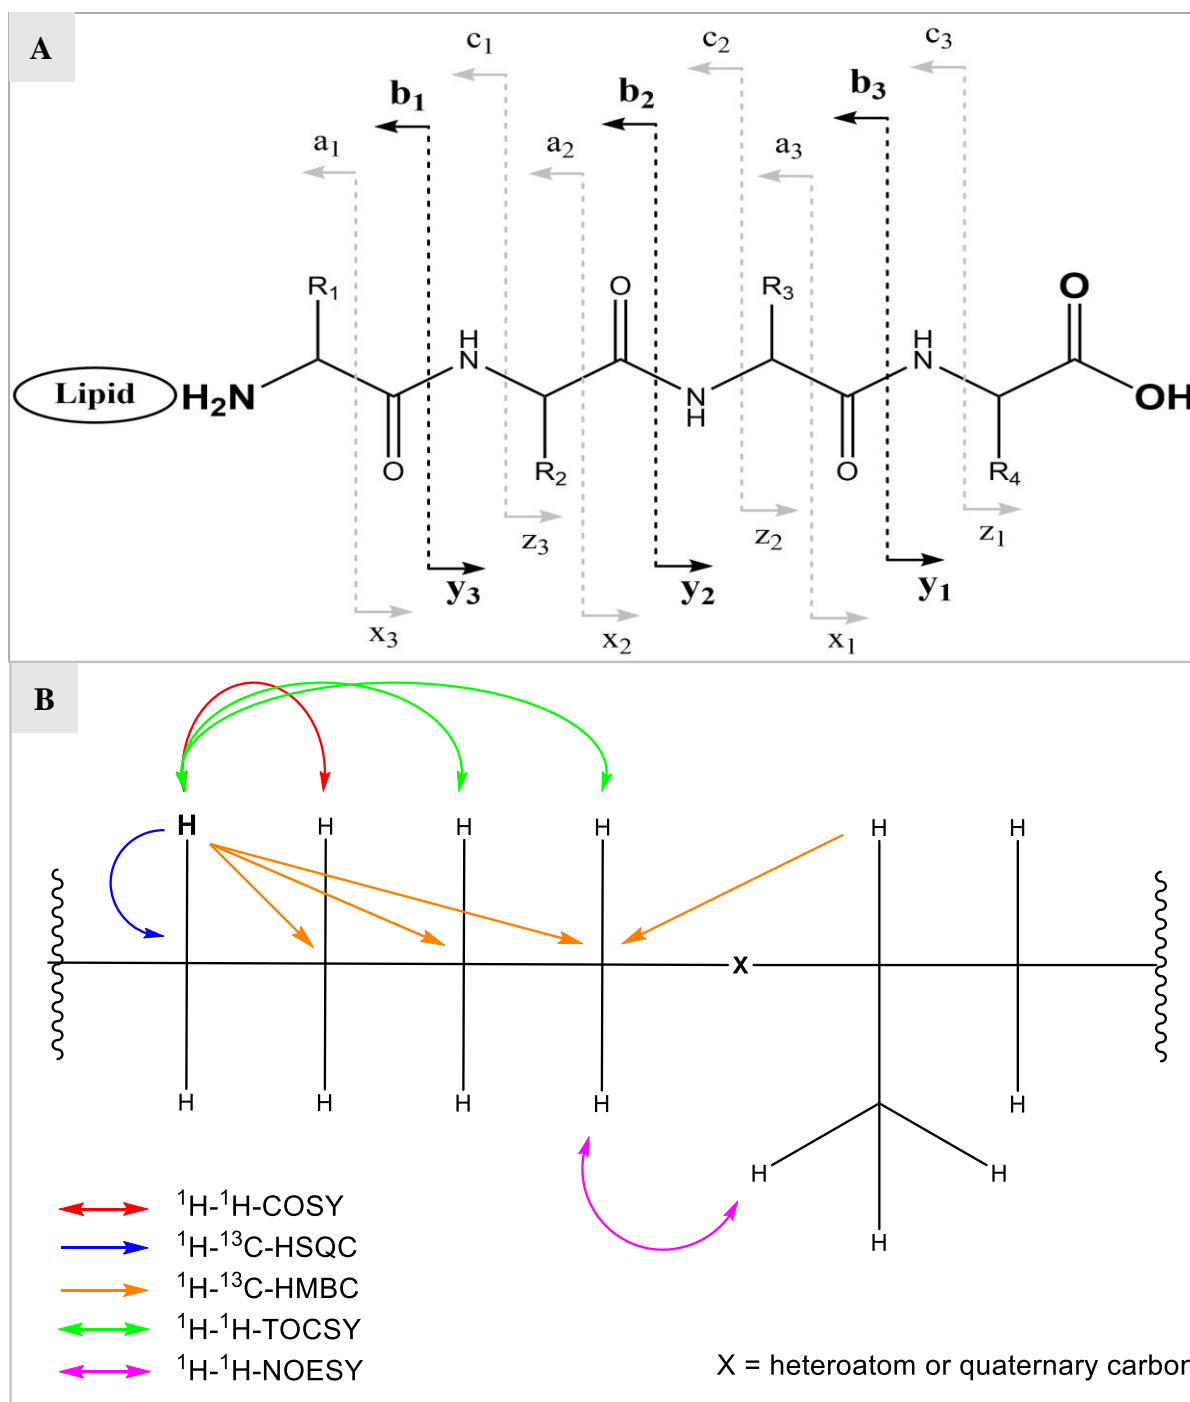 A
c1 c2 c3
b1 b2 b3
a1 a2 a3
R1 O R3 O
H N H N
Lipid H2N N H OH
O R2 O R4
z3 z2 z1
y3 y2 y1
x3 x2 x1
B
H H H H H H
X
H H H H H
H H
H
1H-1H-COSY
1H-13C-HSQC
1H-13C-HMBC
1H-1H-TOCSY
1H-1H-NOESY
X = heteroatom or quaternary carbon